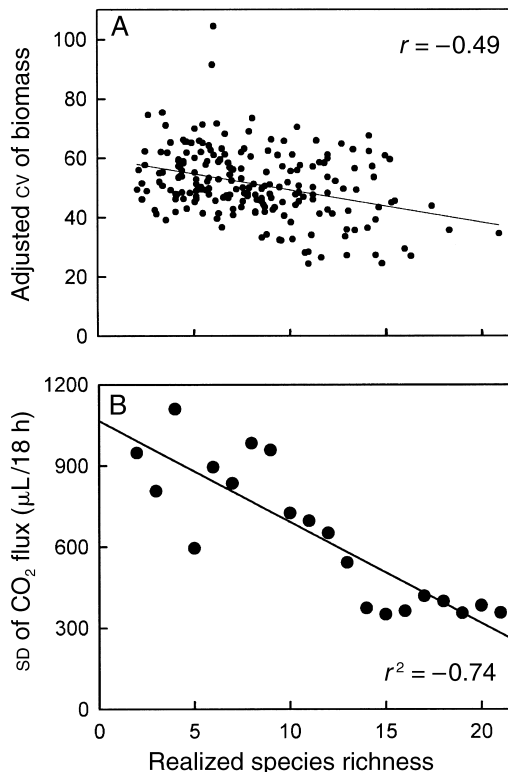 A
r = −0.49
Adjusted CV of biomass
100
80
60
40
20
0
B
SD of CO₂ flux (μL/18 h)
1200
900
600
300
0
r² = −0.74
0 5 10 15 20
Realized species richness